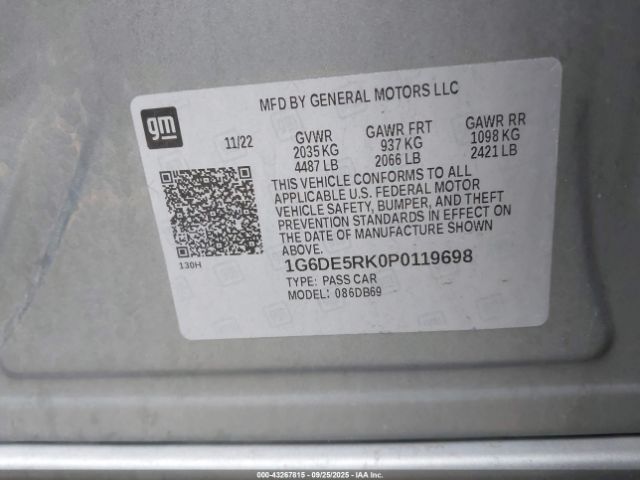 MFD BY GENERAL MOTORS LLC
gm
11/22
GVWR GAWR FRT GAWR RR
2035 KG 937 KG 1098 KG
4487 LB 2066 LB 2421 LB
THIS VEHICLE CONFORMS TO ALL
APPLICABLE U.S. FEDERAL MOTOR
VEHICLE SAFETY, BUMPER, AND THEFT
PREVENTION STANDARDS IN EFFECT ON
THE DATE OF MANUFACTURE SHOWN
ABOVE.
130H
1G6DE5RK0P0119698
TYPE: PASS CAR
MODEL: 086DB69
000-43267815 - 09/25/2025 - IAA Inc.